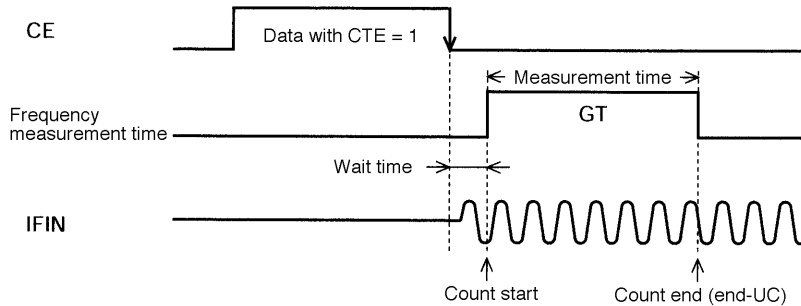 CE
Data with CTE = 1
Measurement time
Frequency
measurement time
GT
Wait time
IFIN
Count start
Count end (end-UC)